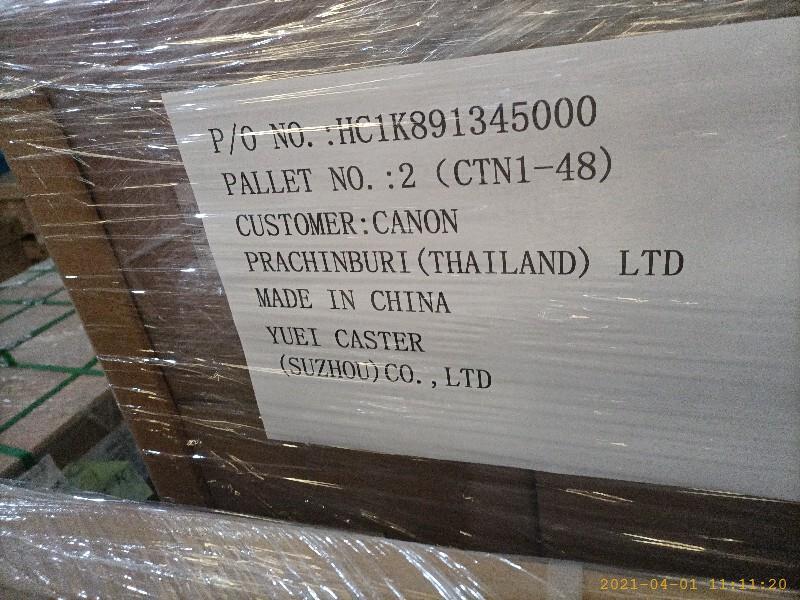 P/O NO.:HC1K891345000
PALLET NO.:2 (CTN1-48)
CUSTOMER:CANON
PRACHINBURI(THAILAND) LTD
MADE IN CHINA
YUEI CASTER
(SUZHOU)CO.,LTD
2021-04-01 11:11:20